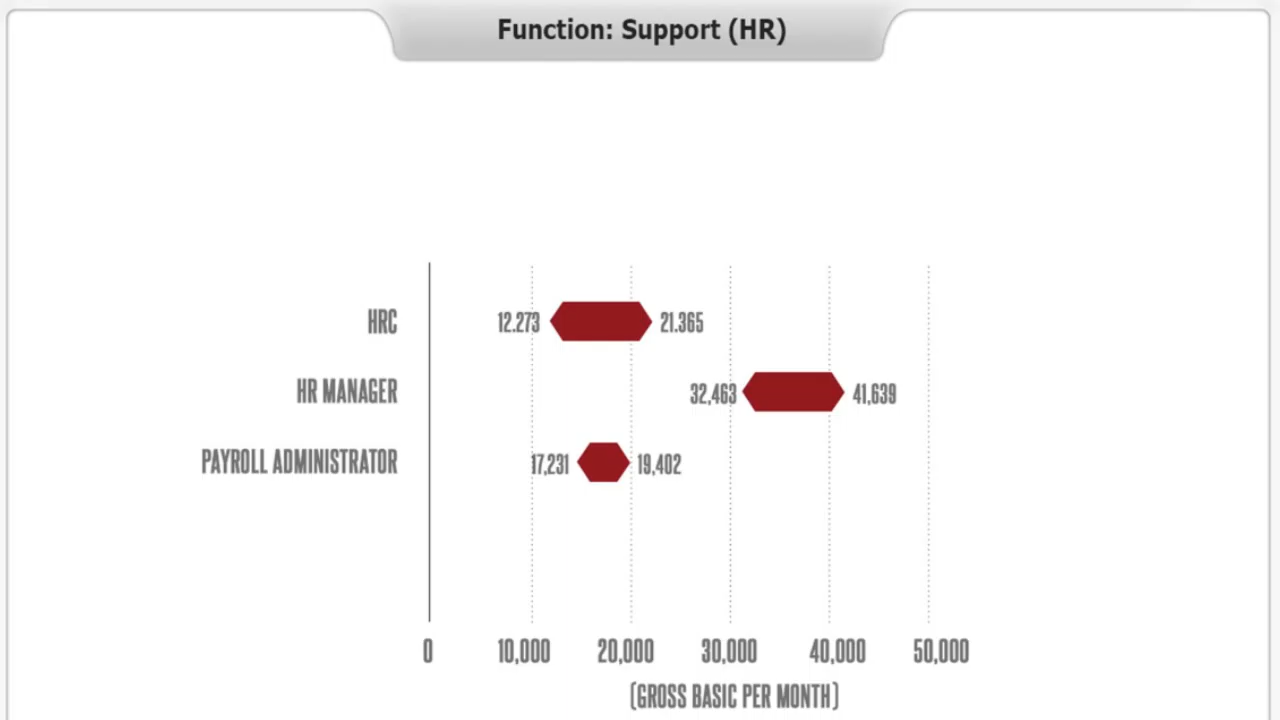 Function: Support (HR)
HRC 12.273 21.365
HR MANAGER 32,463 41,639
PAYROLL ADMINISTRATOR 17,231 19,402
0 10,000 20,000 30,000 40,000 50,000
(GROSS BASIC PER MONTH)